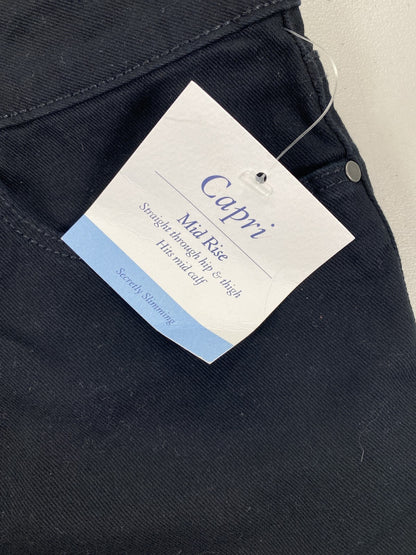 Capri
Mid Rise
Straight through hip & thigh
Hits mid calf
Secretly Slimming